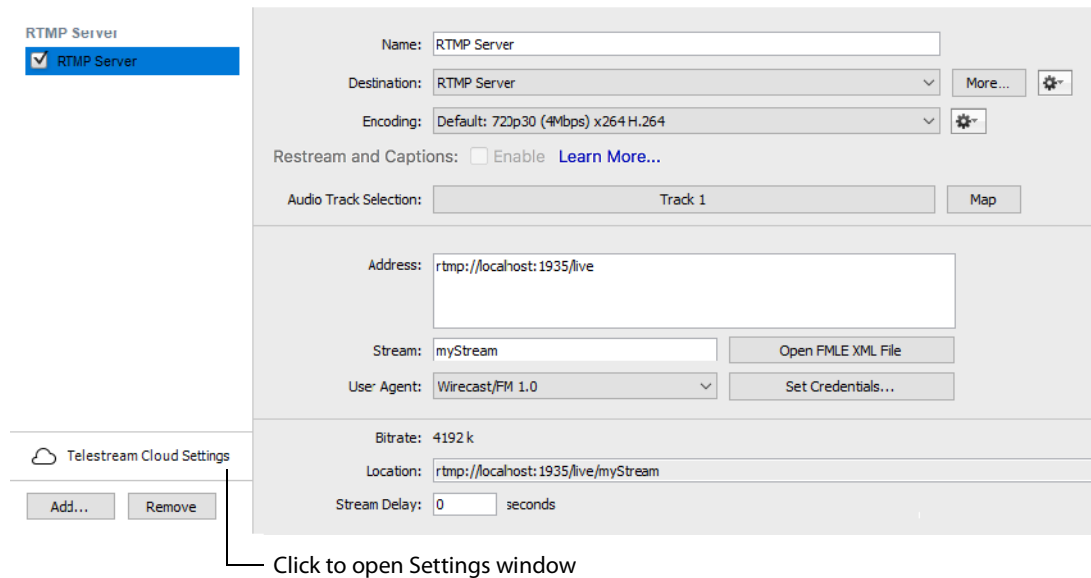 RTMP Server
RTMP Server
Name: RTMP Server
Destination: RTMP Server More...
Encoding: Default: 720p30 (4Mbps) x264 H.264
Restream and Captions: Enable Learn More...
Audio Track Selection: Track 1 Map
Address: rtmp://localhost:1935/live
Stream: myStream Open FMLE XML File
User Agent: Wirecast/FM 1.0 Set Credentials...
Bitrate: 4192 k
Telestream Cloud Settings
Location: rtmp://localhost:1935/live/myStream
Add... Remove
Stream Delay: 0 seconds
Click to open Settings window